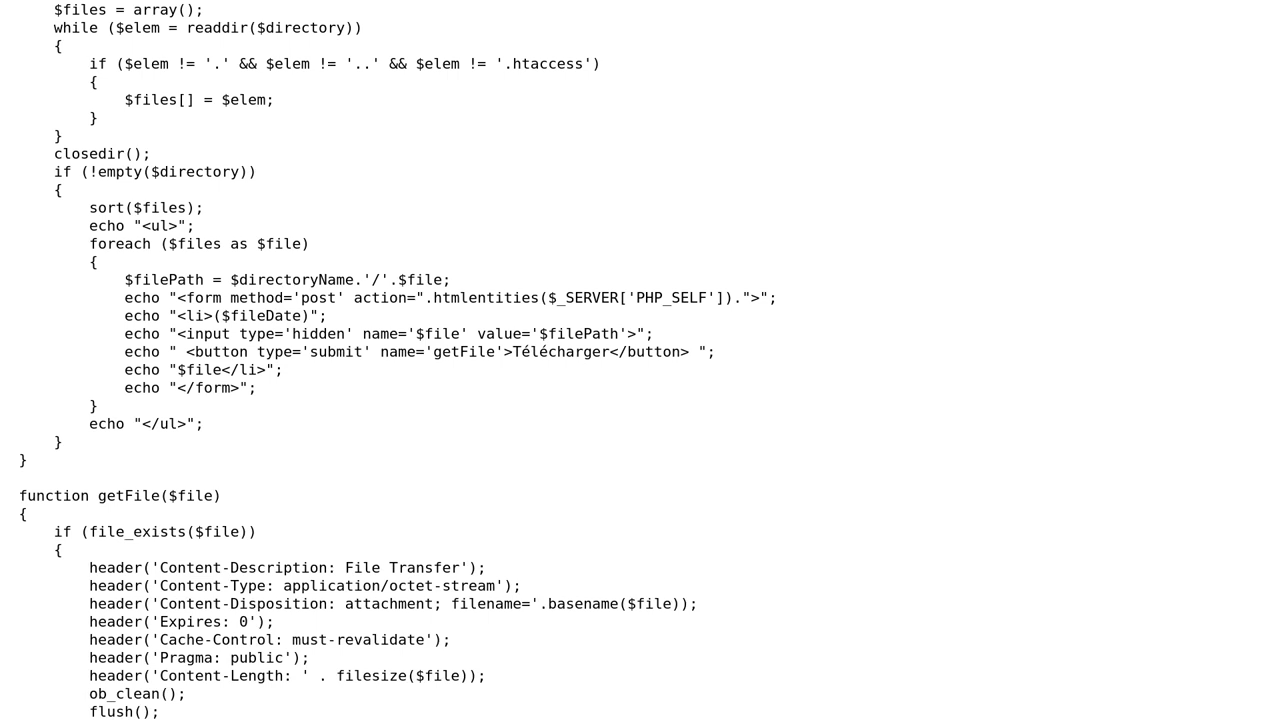 $files = array();
while ($elem = readdir($directory))
{
if ($elem != '.' && $elem != '..' && $elem != '.htaccess')
{
$files[] = $elem;
}
}
closedir();
if (!empty($directory))
{
sort($files);
echo "<ul>";
foreach ($files as $file)
{
$filePath = $directoryName.'/'.$file;
echo "<form method='post' action=".htmlentities($_SERVER['PHP_SELF']).">";
echo "<li>($fileDate)";
echo "<input type='hidden' name='$file' value='$filePath'>";
echo " <button type='submit' name='getFile'>Télécharger</button> ";
echo "$file</li>";
echo "</form>";
}
echo "</ul>";
}
}
function getFile($file)
{
if (file_exists($file))
{
header('Content-Description: File Transfer');
header('Content-Type: application/octet-stream');
header('Content-Disposition: attachment; filename='.basename($file));
header('Expires: 0');
header('Cache-Control: must-revalidate');
header('Pragma: public');
header('Content-Length: ' . filesize($file));
ob_clean();
flush();